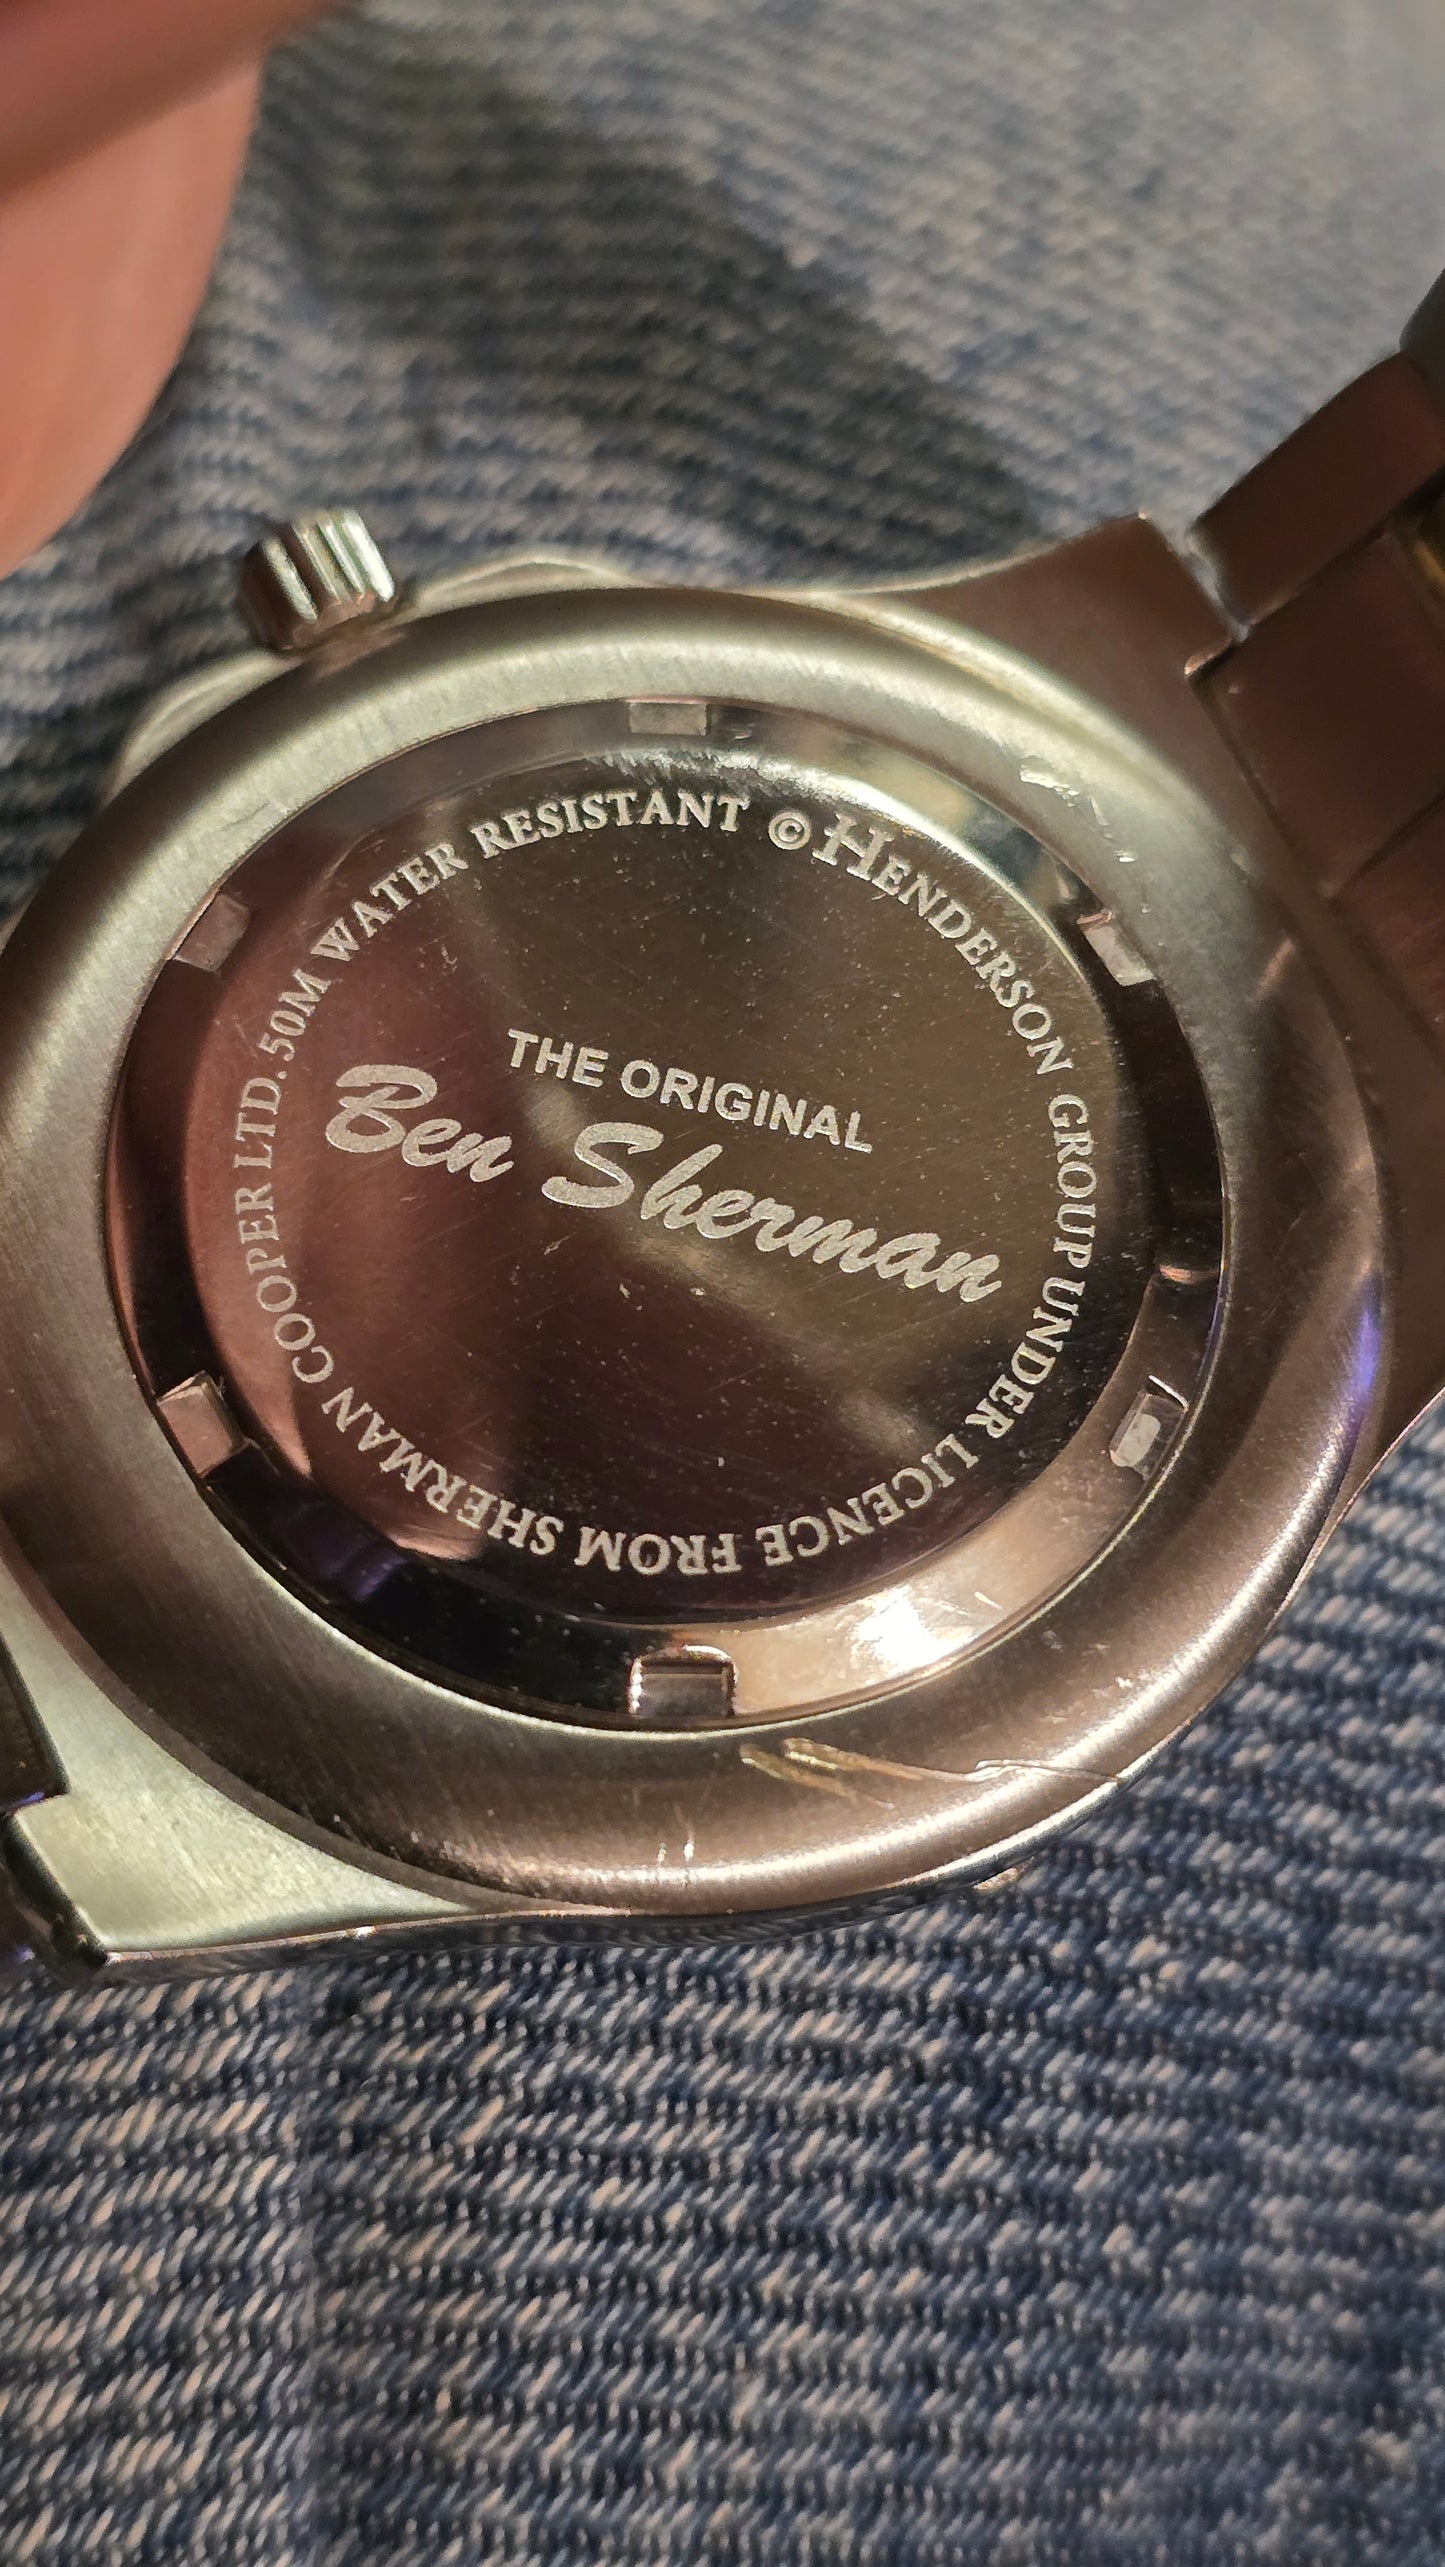 THE ORIGINAL
Ben Sherman
© HENDERSON GROUP UNDER LICENCE FROM SHERMAN COOPER LTD. 50M WATER RESISTANT